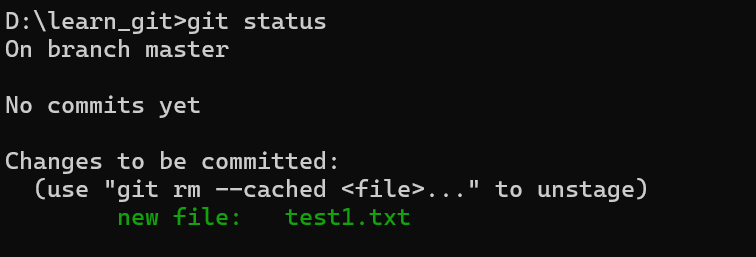 D:\learn_git>git status
On branch master
No commits yet
Changes to be committed:
(use "git rm --cached <file>..." to unstage)
new file: test1.txt